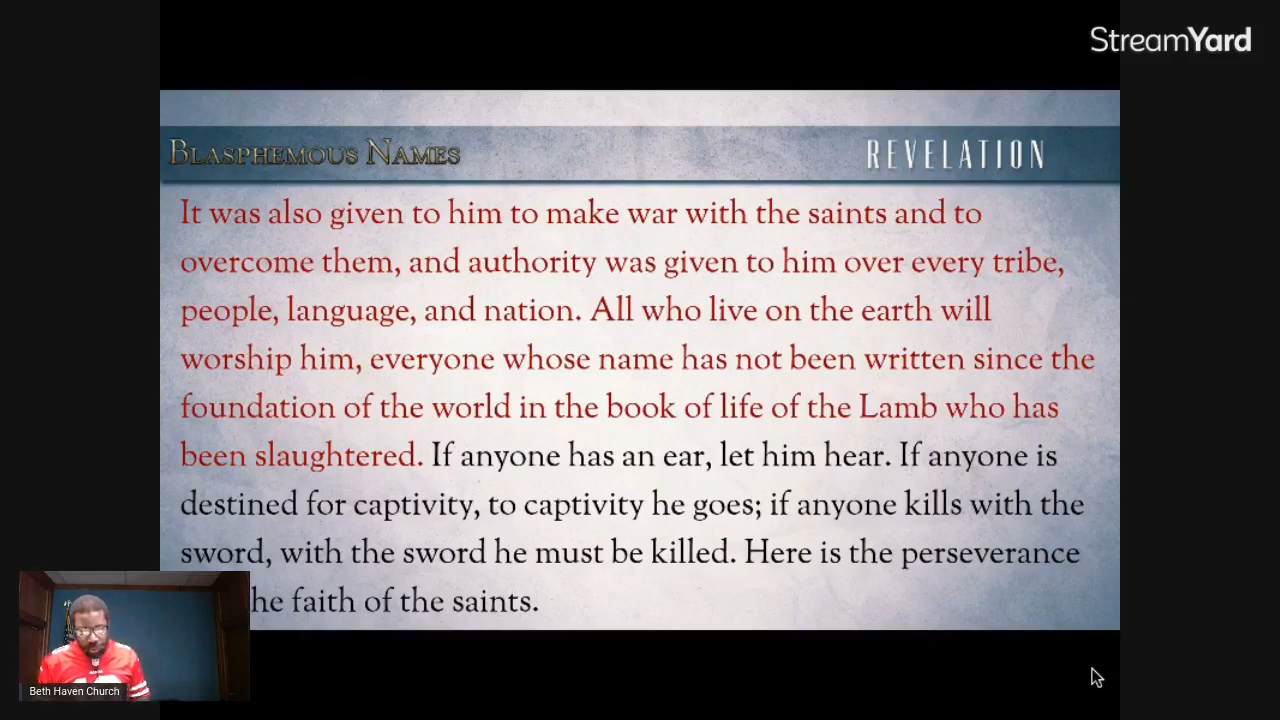 StreamYard
Blasphemous Names
REVELATION
It was also given to him to make war with the saints and to
overcome them, and authority was given to him over every tribe,
people, language, and nation. All who live on the earth will
worship him, everyone whose name has not been written since the
foundation of the world in the book of life of the Lamb who has
been slaughtered. If anyone has an ear, let him hear. If anyone is
destined for captivity, to captivity he goes; if anyone kills with the
sword, with the sword he must be killed. Here is the perseverance
he faith of the saints.
Beth Haven Church